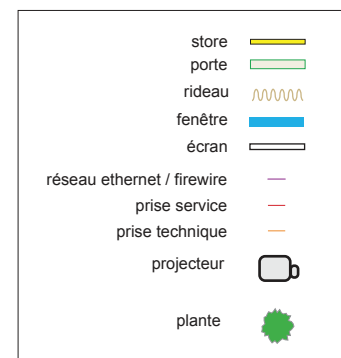 store
porte
rideau
fenêtre
écran
réseau ethernet / firewire
prise service
prise technique
projecteur
plante